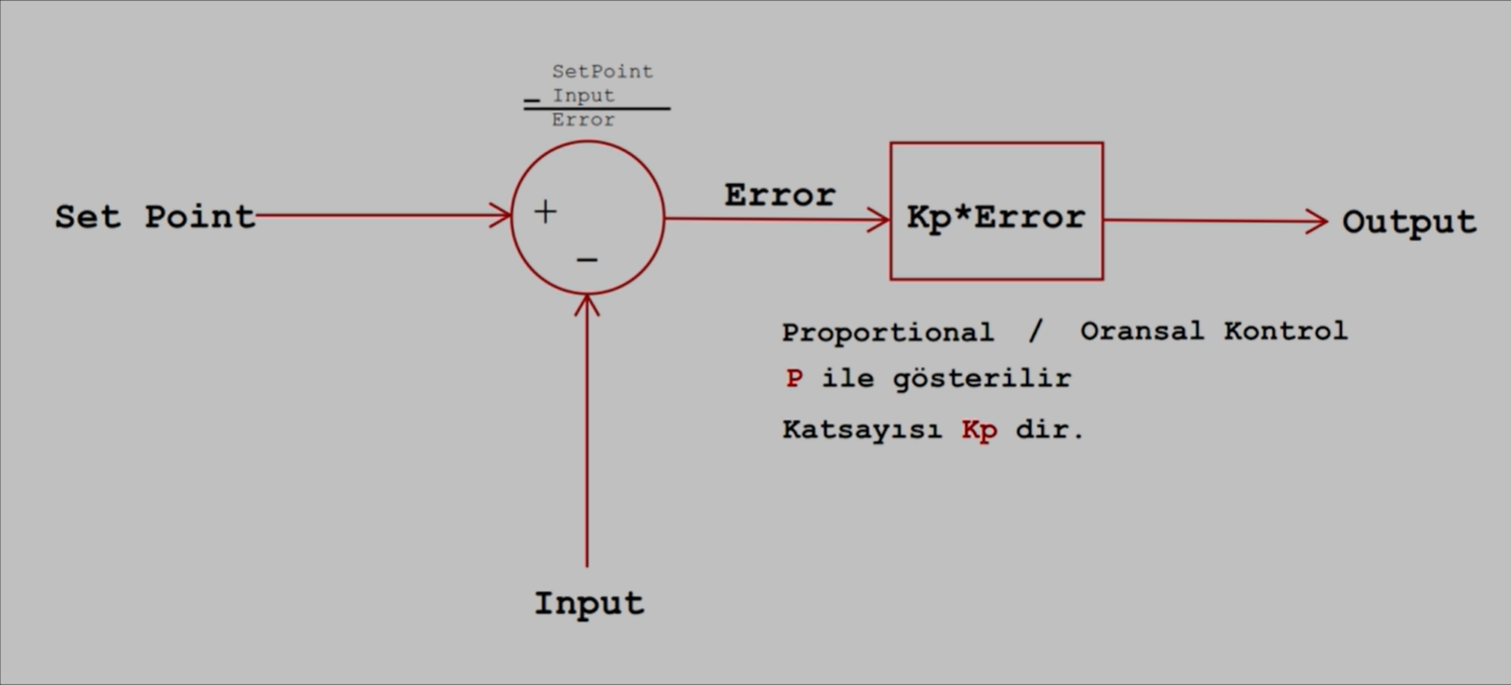 SetPoint
- Input
Error
Set Point
+
-
Error
Kp*Error
Output
Proportional / Oransal Kontrol
P ile gösterilir
Katsayısı Kp dir.
Input